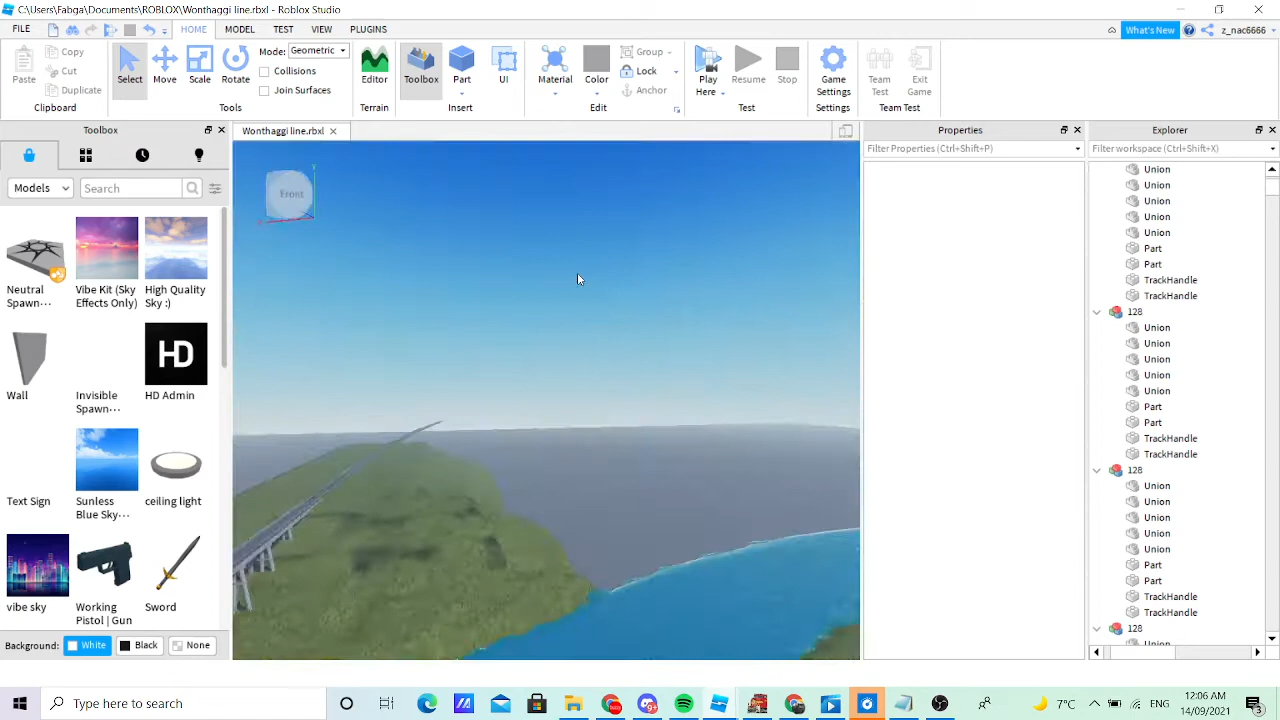 C:\Users\Fabga\Documents\ROBLOX\Wonthaggi line.rbxl - Roblox Studio
FILE HOME MODEL TEST VIEW PLUGINS What's New z_nac6666
Paste Copy Cut Duplicate Select Move Scale Rotate Mode: Geometric Collisions Join Surfaces Editor Toolbox Part UI Material Color Group Lock Anchor Play Here Resume Stop Game Settings Team Test Exit Game
Clipboard Tools Terrain Insert Edit Test Settings Team Test
Toolbox
Models Search
Neutral Spawn⋯
Vibe Kit (Sky Effects Only)
High Quality Sky :)
Wall
Invisible Spawn⋯
HD
HD Admin
Text Sign
Sunless Blue Sky⋯
ceiling light
vibe sky
Working Pistol | Gun
Sword
Background: White Black None
Wonthaggi line.rbxl
Front
Y
Properties
Filter Properties (Ctrl+Shift+P)
Explorer
Filter workspace (Ctrl+Shift+X)
Union
Union
Union
Union
Union
Part
Part
TrackHandle
TrackHandle
128
Union
Union
Union
Union
Union
Part
Part
TrackHandle
TrackHandle
128
Union
Union
Union
Union
Union
Part
Part
TrackHandle
TrackHandle
128
Union
Type here to search
7°C ENG 12:06 AM 14/09/2021 3